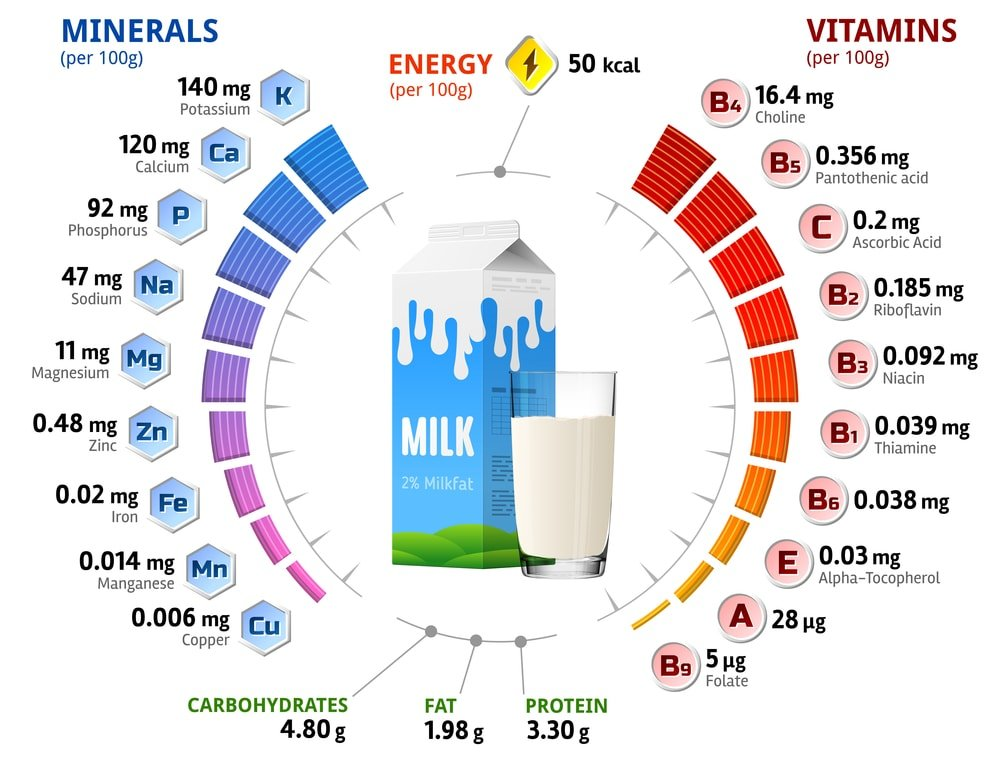 MINERALS
(per 100g)
140 mg
Potassium
K
120 mg
Calcium
Ca
92 mg
Phosphorus
P
47 mg
Sodium
Na
11 mg
Magnesium
Mg
0.48 mg
Zinc
Zn
0.02 mg
Iron
Fe
0.014 mg
Manganese
Mn
0.006 mg
Copper
Cu
ENERGY
(per 100g)
50 kcal
MILK
2% Milkfat
VITAMINS
(per 100g)
B4
16.4 mg
Choline
B5
0.356 mg
Pantothenic acid
C
0.2 mg
Ascorbic Acid
B2
0.185 mg
Riboflavin
B3
0.092 mg
Niacin
B1
0.039 mg
Thiamine
B6
0.038 mg
E
0.03 mg
Alpha-Tocopherol
A
28 µg
B9
5 µg
Folate
CARBOHYDRATES
4.80 g
FAT
1.98 g
PROTEIN
3.30 g